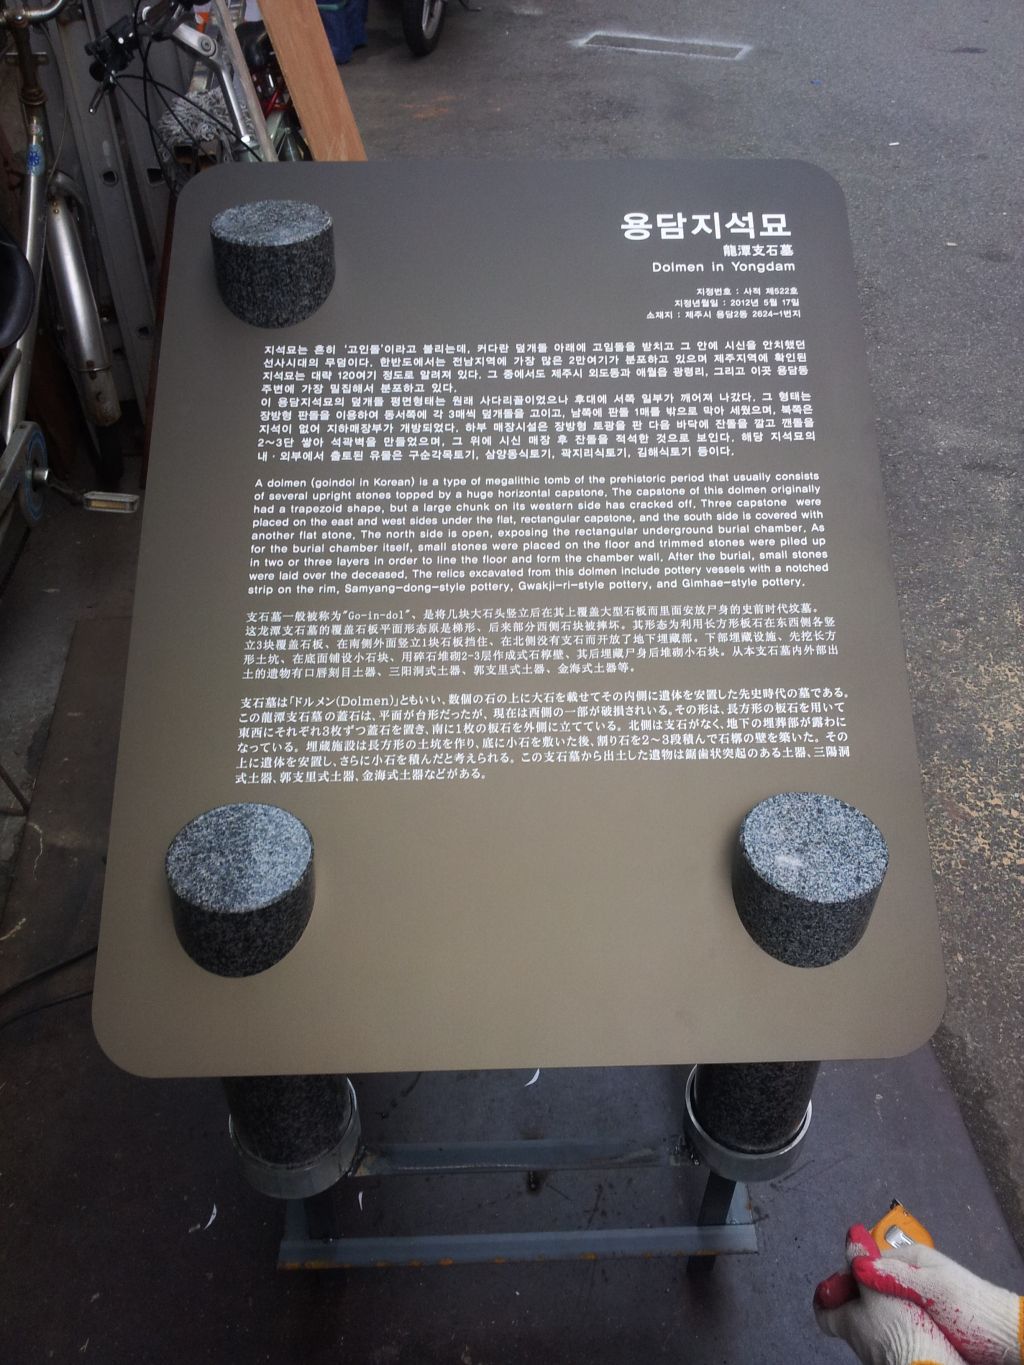 용담지석묘
龍潭支石墓
Dolmen in Yongdam
지정번호 : 사적 제522호
지정년월일 : 2012년 5월 17일
소재지 : 제주시 용담2동 2624-1번지
지석묘는 흔히 '고인돌'이라고 불리는데, 커다란 덮개돌 아래에 고임돌을 받치고 그 안에 시신을 안치했던
선사시대의 무덤이다. 한반도에서는 전남지역에 가장 많은 2만여기가 분포하고 있으며 제주지역에 확인된
지석묘는 대략 120여기 정도로 알려져 있다. 그 중에서도 제주시 외도동과 애월읍 광령리, 그리고 이곳 용담동
주변에 가장 밀집해서 분포하고 있다.
이 용담지석묘의 덮개돌 평면형태는 원래 사다리꼴이었으나 후대에 서쪽 일부가 깨어져 나갔다. 그 형태는
장방형 판돌을 이용하여 동서쪽에 각 3매씩 덮개돌을 고이고, 남쪽에 판돌 1매를 밖으로 막아 세웠으며, 북쪽은
지석이 없어 지하매장부가 개방되었다. 하부 매장시설은 장방형 토광을 판 다음 바닥에 잔돌을 깔고 깬돌을
2~3단 쌓아 석곽벽을 만들었으며, 그 위에 시신 매장 후 잔돌을 적석한 것으로 보인다. 해당 지석묘의
내·외부에서 출토된 유물은 구순각목토기, 삼양동식토기, 곽지리식토기, 김해식토기 등이다.
A dolmen (goindol in Korean) is a type of megalithic tomb of the prehistoric period that usually consists
of several upright stones topped by a huge horizontal capstone. The capstone of this dolmen originally
had a trapezoid shape, but a large chunk on its western side has cracked off. Three capstone were
placed on the east and west sides under the flat, rectangular capstone, and the south side is covered with
another flat stone. The north side is open, exposing the rectangular underground burial chamber. As
for the burial chamber itself, small stones were placed on the floor and trimmed stones were piled up
in two or three layers in order to line the floor and form the chamber wall. After the burial, small stones
were laid over the deceased. The relics excavated from this dolmen include pottery vessels with a notched
strip on the rim, Samyang-dong-style pottery, Gwakji-ri-style pottery, and Gimhae-style pottery.
支石墓一般被称为"Go-in-dol"、是将几块大石头竖立后在其上覆盖大型石板而里面安放尸身的史前时代坟墓。
这龙潭支石墓的覆盖石板平面形态原是梯形、后来部分西侧石块被摔坏。其形态为利用长方形板石在东西侧各竖
立3块覆盖石板、在南侧外面竖立1块石板挡住、在北侧没有支石而开放了地下埋藏部。下部埋藏设施、先挖长方
形土坑、在底面铺设小石块、用碎石堆砌2-3层作成式石椁壁、其后埋藏尸身后堆砌小石块。从本支石墓内外部出
土的遗物有口唇刻目土器、三阳洞式土器、郭支里式土器、金海式土器等。
支石墓は「ドルメン(Dolmen)」ともいい、数個の石の上に大石を載せてその内側に遺体を安置した先史時代の墓である。
この龍潭支石墓の蓋石は、平面が台形だったが、現在は西側の一部が破損されいる。その形は、長方形の板石を用いて
東西にそれぞれ3枚ずつ蓋石を置き、南に1枚の板石を外側に立てている。北側は支石がなく、地下の埋葬部が露わに
なっている。埋蔵施設は長方形の土坑を作り、底に小石を敷いた後、割り石を2~3段積んで石槨の壁を築いた。その
上に遺体を安置し、さらに小石を積んだと考えられる。この支石墓から出土した遺物は鋸歯状突起のある土器、三陽洞
式土器、郭支里式土器、金海式土器などがある。